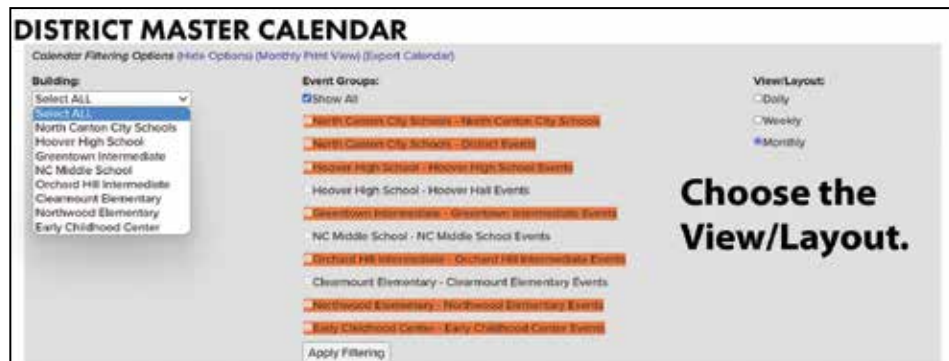 DISTRICT MASTER CALENDAR
Calendar Filtering Options (Hide Options) (Monthly Print View) (Export Calendar)
Building:
Select ALL
Select ALL
North Canton City Schools
Hoover High School
Greentown Intermediate
NC Middle School
Orchard Hill Intermediate
Clearmount Elementary
Northwood Elementary
Early Childhood Center
Event Groups:
Show All
North Canton City Schools - North Canton City Schools
North Canton City Schools - District Events
Hoover High School - Hoover High School Events
Hoover High School - Hoover Hall Events
Greentown Intermediate - Greentown Intermediate Events
NC Middle School - NC Middle School Events
Orchard Hill Intermediate - Orchard Hill Intermediate Events
Clearmount Elementary - Clearmount Elementary Events
Northwood Elementary - Northwood Elementary Events
Early Childhood Center - Early Childhood Center Events
Apply Filtering
View/Layout:
Daily
Weekly
Monthly
Choose the
View/Layout.